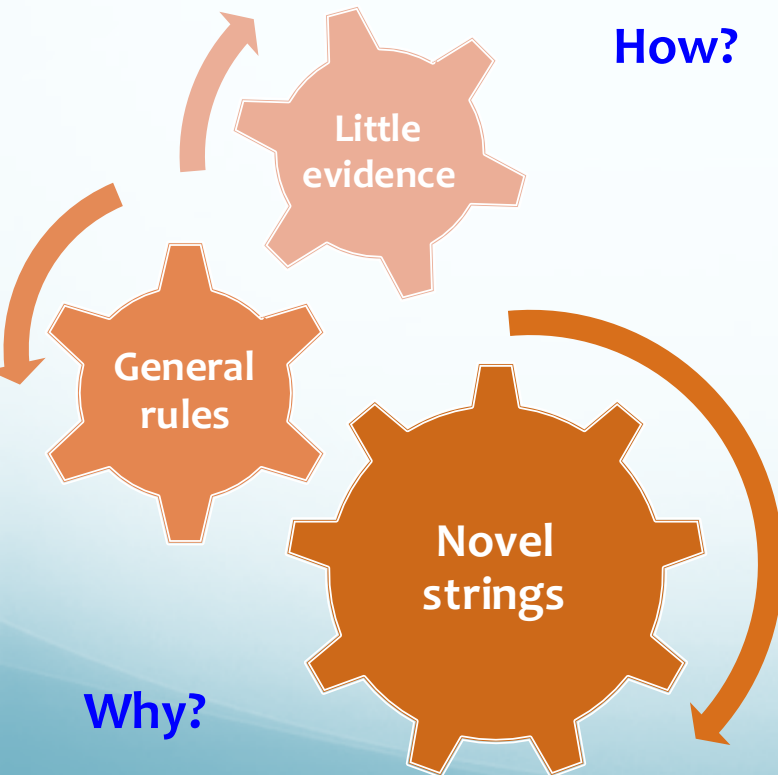 How?
Little
evidence
General
rules
Novel
strings
Why?